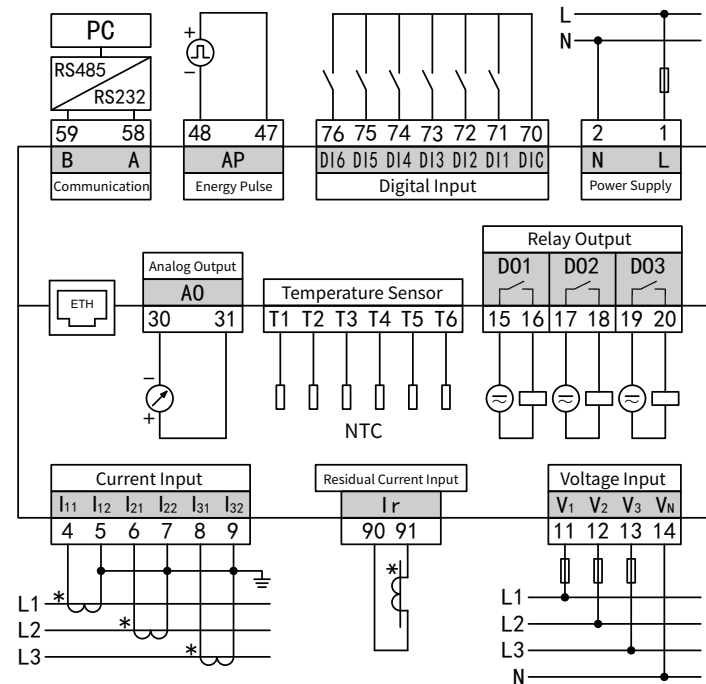 PC
RS485
RS232
59 58
B A
Communication
+
−
48 47
AP
Energy Pulse
76 75 74 73 72 71 70
DI6 DI5 DI4 DI3 DI2 DI1 DIC
Digital Input
L
N
2 1
N L
Power Supply
ETH
Analog Output
AO
30 31
−
+
Temperature Sensor
T1 T2 T3 T4 T5 T6
NTC
Relay Output
DO1 DO2 DO3
15 16 17 18 19 20
Current Input
I11 I12 I21 I22 I31 I32
4 5 6 7 8 9
*
L1
*
L2
*
L3
Residual Current Input
Ir
90 91
*
Voltage Input
V1 V2 V3 VN
11 12 13 14
L1
L2
L3
N